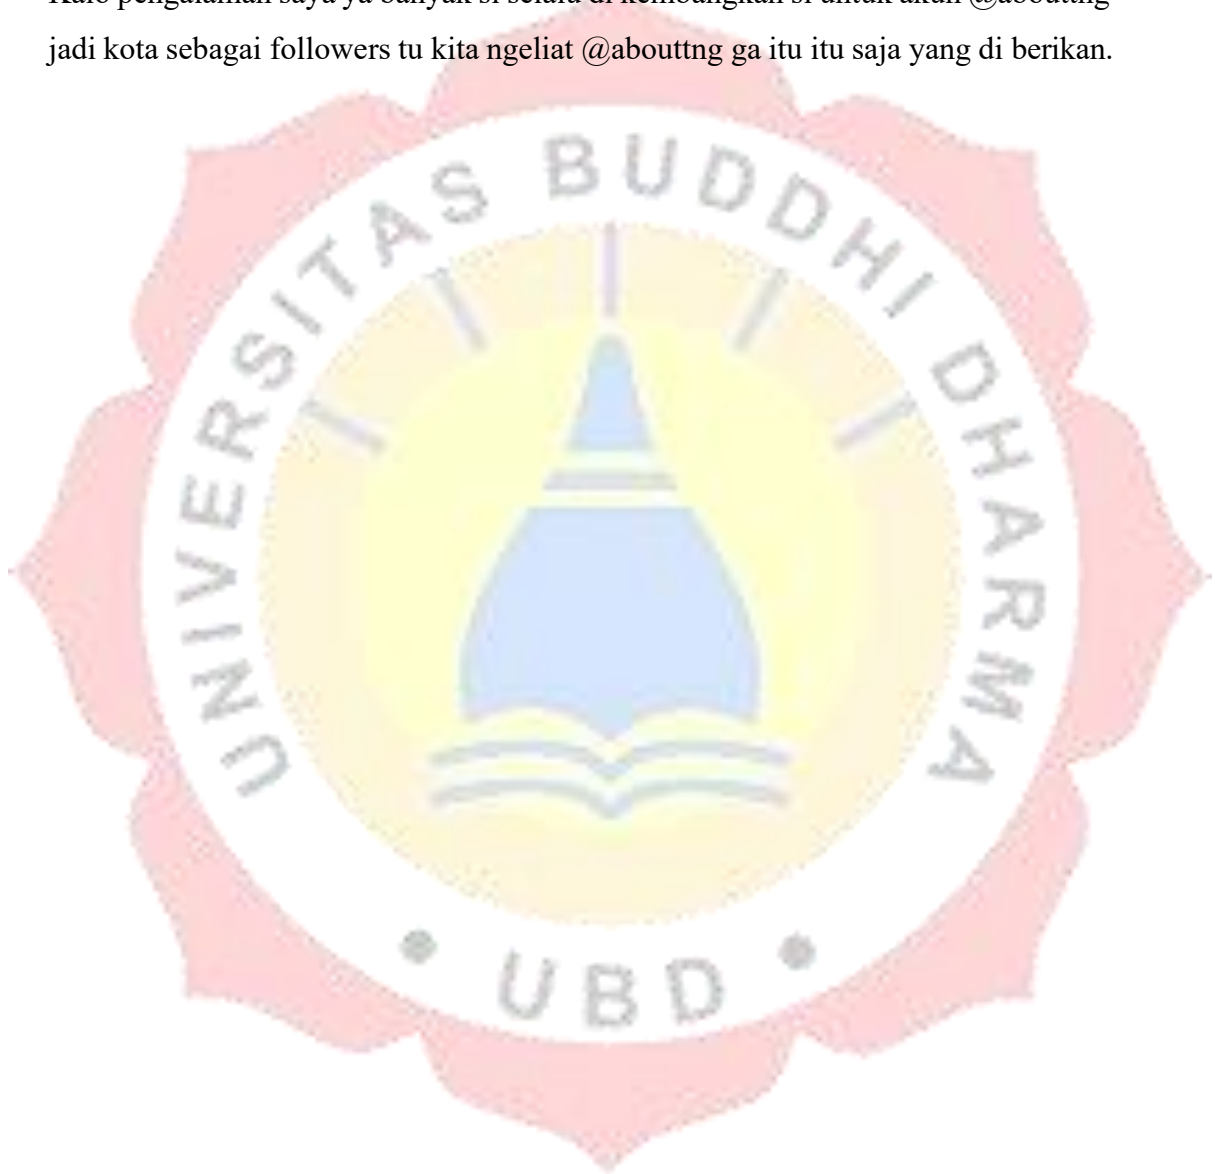 Kalo pengalaman saya ya banyak si selalu di kembangkan si untuk akun @abouttng
jadi kota sebagai followers tu kita ngeliat @abouttng ga itu itu saja yang di berikan.
UNIVERSITAS BUDDHI DHARMA
• UBD •